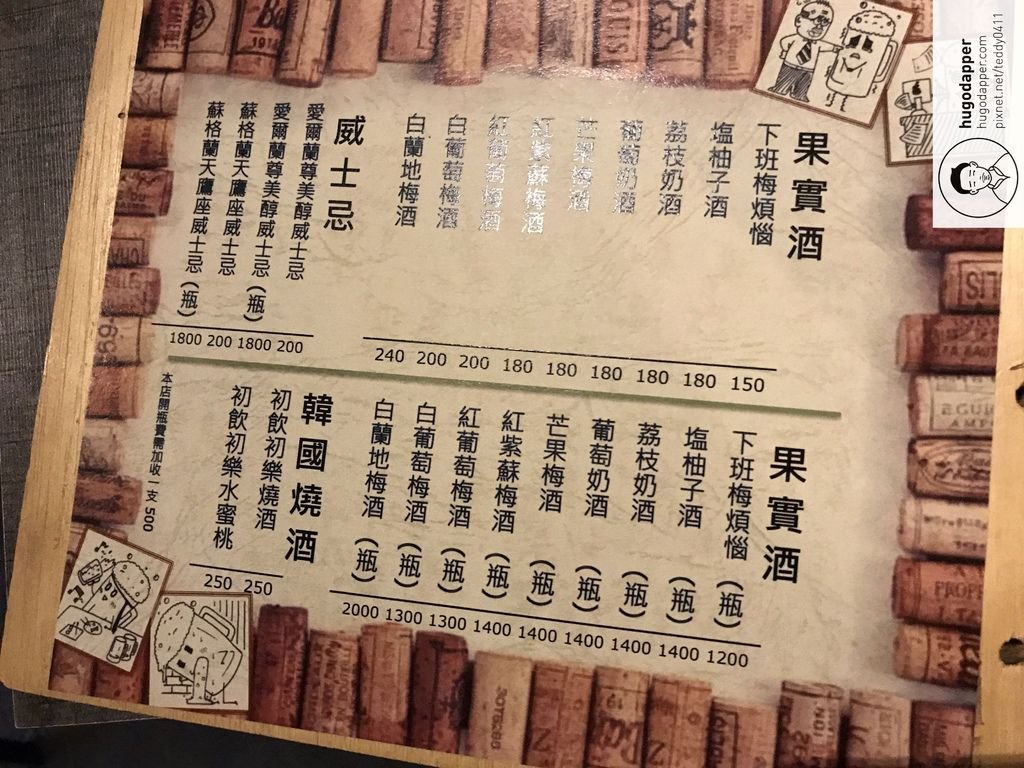 果實酒
下班梅煩惱 150
塩柚子酒 180
荔枝奶酒 180
葡萄奶酒 180
芒果梅酒 180
紅紫蘇梅酒 180
紅葡萄梅酒 200
白葡萄梅酒 200
白蘭地梅酒 240
威士忌
愛爾蘭尊美醇威士忌 200
愛爾蘭尊美醇威士忌(瓶) 1800
蘇格蘭天鷹座威士忌 200
蘇格蘭天鷹座威士忌(瓶) 1800
果實酒
下班梅煩惱(瓶) 1200
塩柚子酒(瓶) 1400
荔枝奶酒(瓶) 1400
葡萄奶酒(瓶) 1400
芒果梅酒(瓶) 1400
紅紫蘇梅酒(瓶) 1400
紅葡萄梅酒(瓶) 1300
白葡萄梅酒(瓶) 1300
白蘭地梅酒(瓶) 2000
韓國燒酒
初飲初樂燒酒 250
初飲初樂水蜜桃 250
本店開瓶費需加收一支500
hugodapper
hugodapper.com
pixnet.net/teddy0411